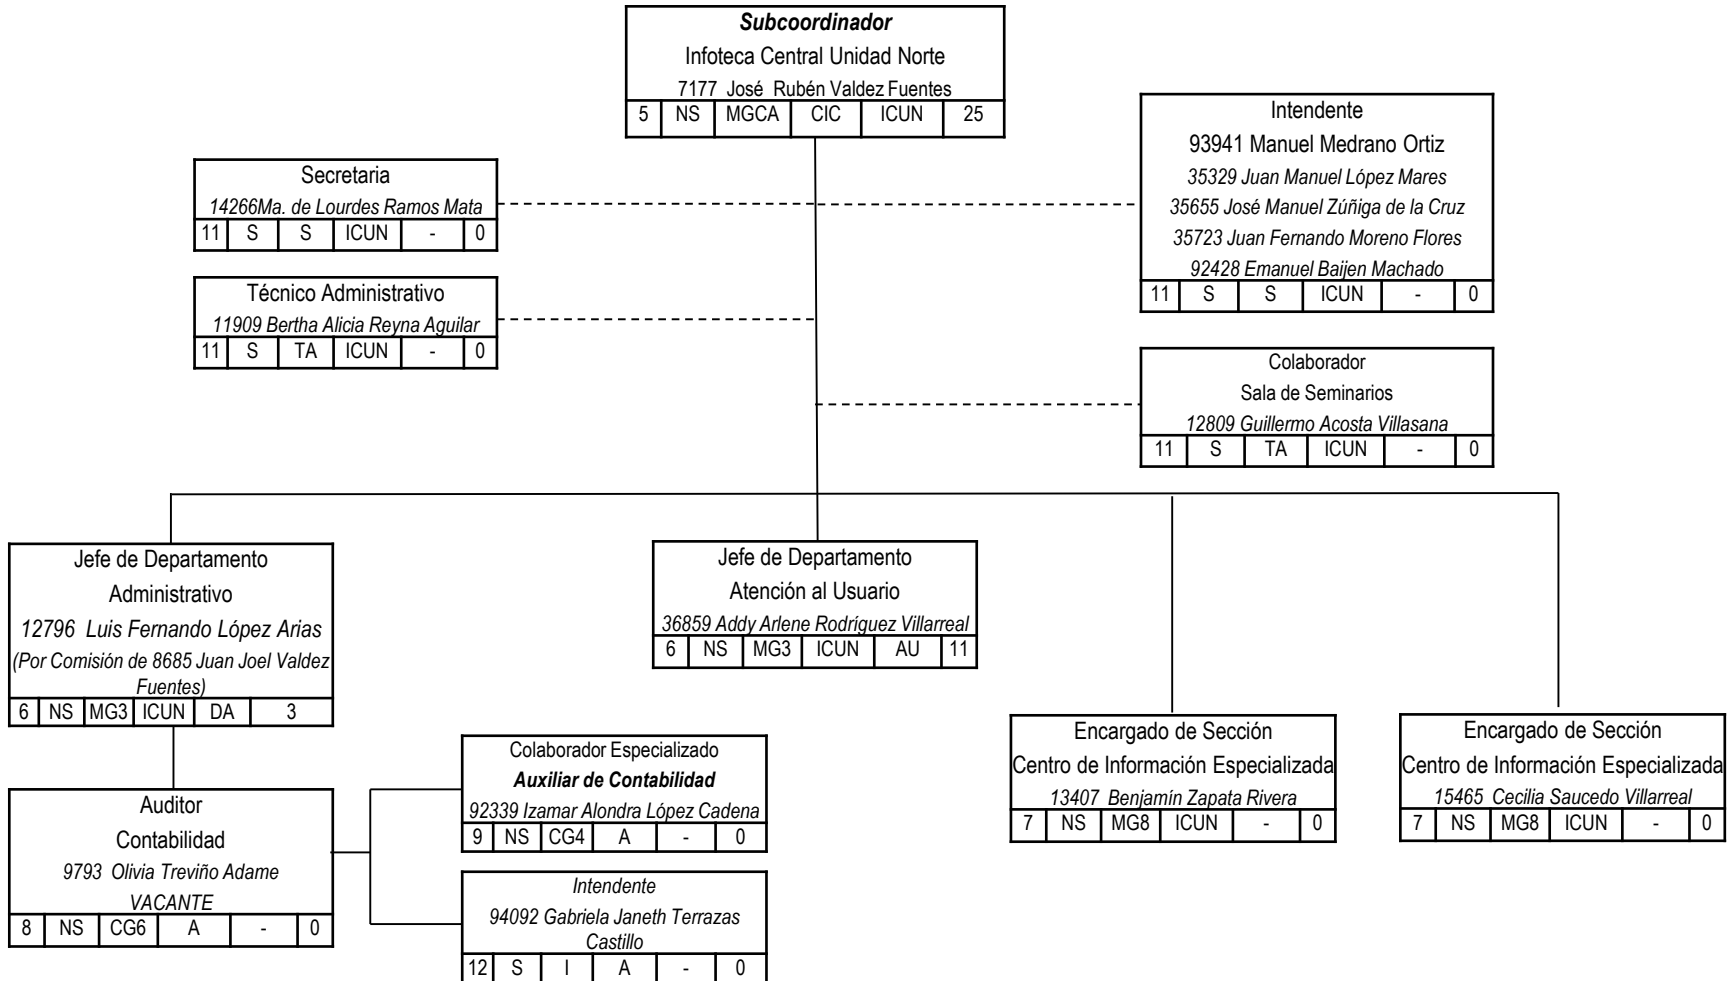 Subcoordinador
Infoteca Central Unidad Norte
7177 José Rubén Valdez Fuentes
5 NS MGCA CIC ICUN 25
Intendente
93941 Manuel Medrano Ortiz
35329 Juan Manuel López Mares
35655 José Manuel Zúñiga de la Cruz
35723 Juan Fernando Moreno Flores
92428 Emanuel Baijen Machado
11 S S ICUN - 0
Secretaria
14266Ma. de Lourdes Ramos Mata
11 S S ICUN - 0
Técnico Administrativo
11909 Bertha Alicia Reyna Aguilar
11 S TA ICUN - 0
Colaborador
Sala de Seminarios
12809 Guillermo Acosta Villasana
11 S TA ICUN - 0
Jefe de Departamento
Administrativo
12796 Luis Fernando López Arias
(Por Comisión de 8685 Juan Joel Valdez
Fuentes)
6 NS MG3 ICUN DA 3
Jefe de Departamento
Atención al Usuario
36859 Addy Arlene Rodríguez Villarreal
6 NS MG3 ICUN AU 11
Encargado de Sección
Centro de Información Especializada
13407 Benjamín Zapata Rivera
7 NS MG8 ICUN - 0
Encargado de Sección
Centro de Información Especializada
15465 Cecilia Saucedo Villarreal
7 NS MG8 ICUN - 0
Auditor
Contabilidad
9793 Olivia Treviño Adame
VACANTE
8 NS CG6 A - 0
Colaborador Especializado
Auxiliar de Contabilidad
92339 Izamar Alondra López Cadena
9 NS CG4 A - 0
Intendente
94092 Gabriela Janeth Terrazas
Castillo
12 S I A - 0